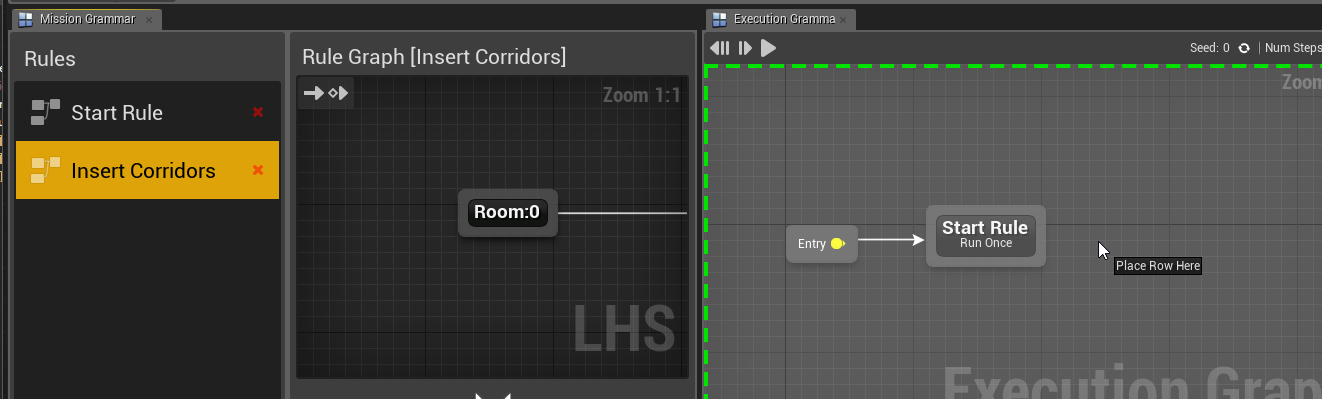 Mission Grammar
Execution Gramma
Rules
Start Rule
Insert Corridors
Rule Graph [Insert Corridors]
Zoom 1:1
Room:0
LHS
Seed: 0
Num Steps
Zoom
Entry
Start Rule
Run Once
Place Row Here
Execution Grap